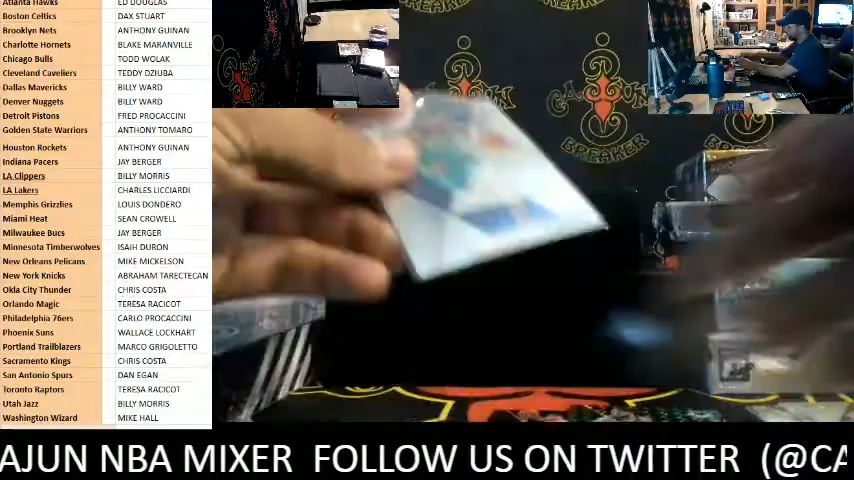 Atlanta Hawks ED DOUGLAS
Boston Celtics DAX STUART
Brooklyn Nets ANTHONY GUINAN
Charlotte Hornets BLAKE MARANVILLE
Chicago Bulls TODD WOLAK
Cleveland Cavaliers TEDDY DZIUBA
Dallas Mavericks BILLY WARD
Denver Nuggets BILLY WARD
Detroit Pistons FRED PROCACCINI
Golden State Warriors ANTHONY TOMARO
Houston Rockets ANTHONY GUINAN
Indiana Pacers JAY BERGER
LA Clippers BILLY MORRIS
LA Lakers CHARLES LICCIARDI
Memphis Grizzlies LOUIS DONDERO
Miami Heat SEAN CROWELL
Milwaukee Bucs JAY BERGER
Minnesota Timberwolves ISAIH DURON
New Orleans Pelicans MIKE MICKELSON
New York Knicks ABRAHAM TARECTECAN
Okla City Thunder CHRIS COSTA
Orlando Magic TERESA RACICOT
Philadelphia 76ers CARLO PROCACCINI
Phoenix Suns WALLACE LOCKHART
Portland Trailblazers MARCO GRIGOLETTO
Sacramento Kings CHRIS COSTA
San Antonio Spurs DAN EGAN
Toronto Raptors TERESA RACICOT
Utah Jazz BILLY MORRIS
Washington Wizard MIKE HALL
BREAKER
CAJUN
BREAKER
AJUN NBA MIXER FOLLOW US ON TWITTER (@CA